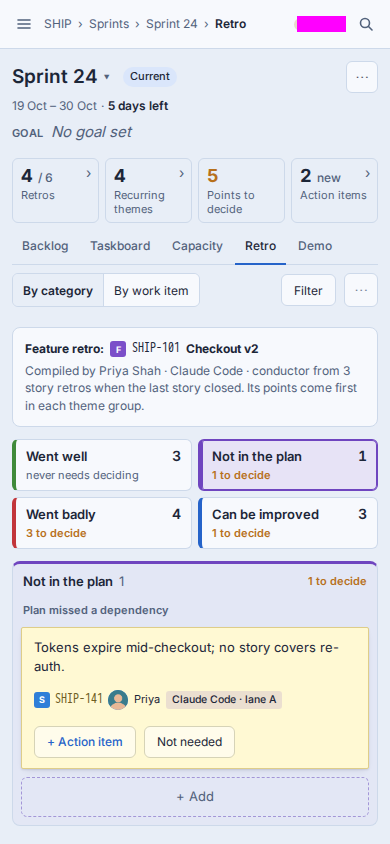 SHIP › Sprints › Sprint 24 › Retro
Sprint 24 ▾ Current ···
19 Oct – 30 Oct · 5 days left
GOAL No goal set
4 / 6 ›
Retros
4 ›
Recurring
themes
5
Points to
decide
2 new ›
Action items
Backlog Taskboard Capacity Retro Demo
By category By work item Filter ···
Feature retro: F SHIP-101 Checkout v2
Compiled by Priya Shah · Claude Code · conductor from 3
story retros when the last story closed. Its points come first
in each theme group.
Went well 3
never needs deciding
Not in the plan 1
1 to decide
Went badly 4
3 to decide
Can be improved 3
1 to decide
Not in the plan 1 1 to decide
Plan missed a dependency
Tokens expire mid-checkout; no story covers re-
auth.
S SHIP-141 Priya Claude Code · lane A
+ Action item Not needed
+ Add